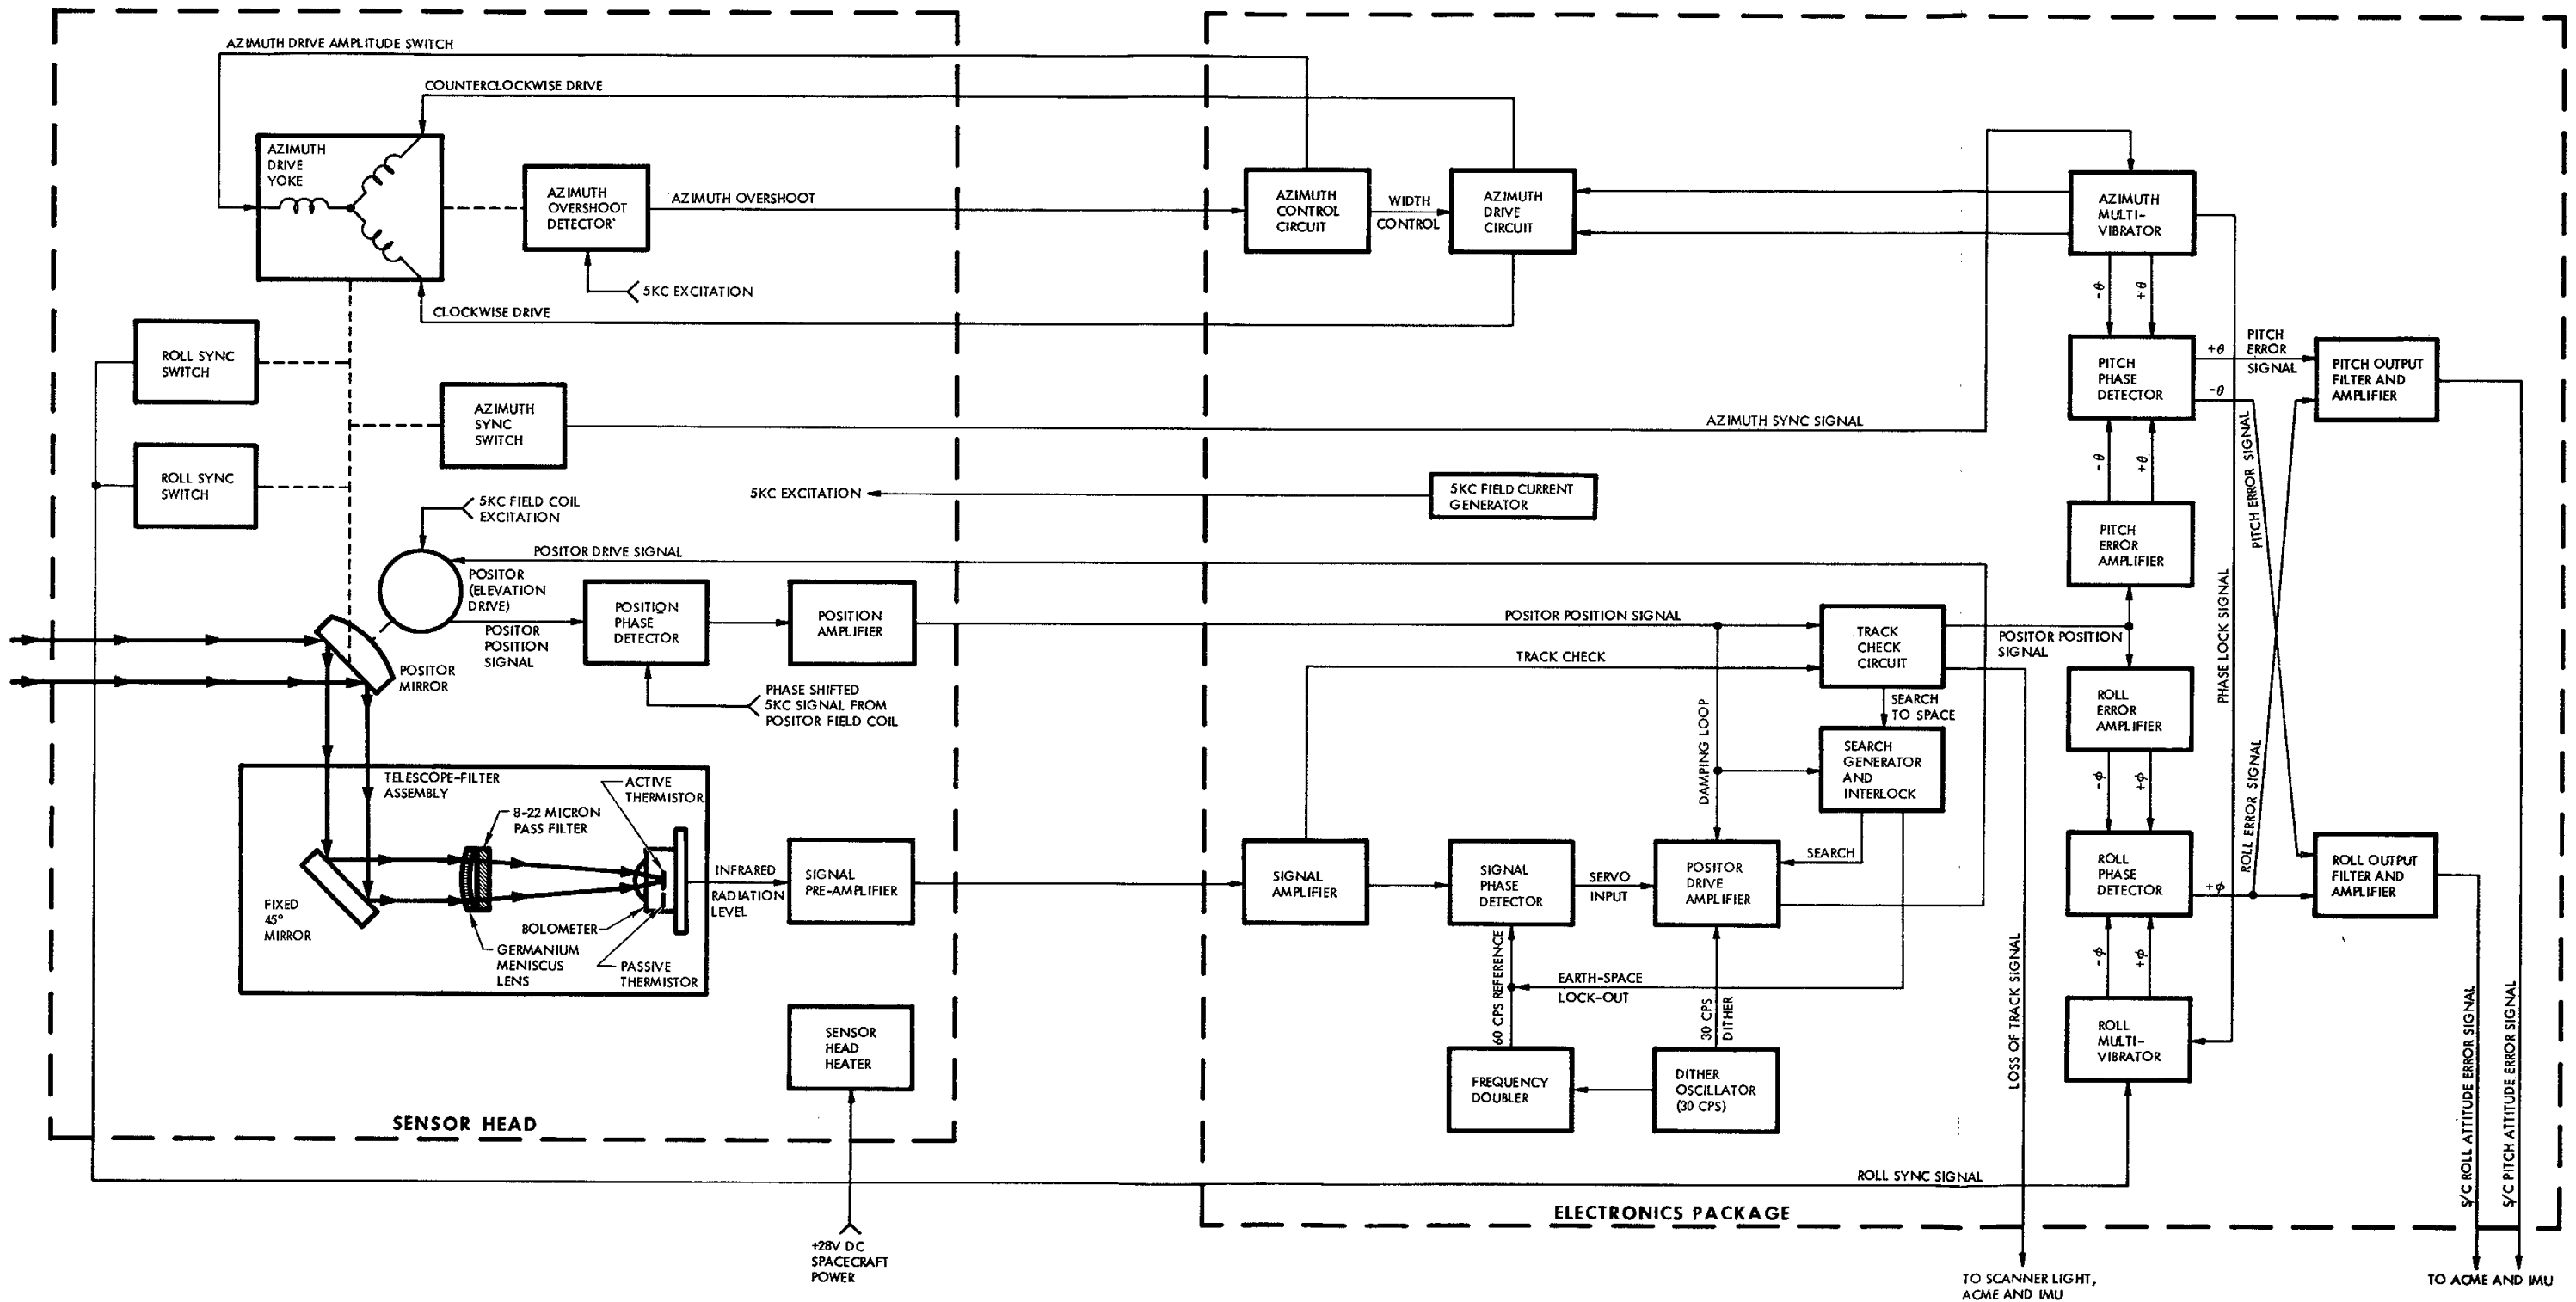 AZIMUTH DRIVE AMPLITUDE SWITCH
COUNTERCLOCKWISE DRIVE
AZIMUTH
DRIVE
YOKE
AZIMUTH
OVERSHOOT
DETECTOR
AZIMUTH OVERSHOOT
5KC EXCITATION
CLOCKWISE DRIVE
ROLL SYNC
SWITCH
AZIMUTH
SYNC
SWITCH
ROLL SYNC
SWITCH
5KC FIELD COIL
EXCITATION
5KC EXCITATION
POSITOR DRIVE SIGNAL
POSITOR
(ELEVATION
DRIVE)
POSITOR
POSITION
SIGNAL
POSITION
PHASE
DETECTOR
POSITION
AMPLIFIER
POSITOR
MIRROR
PHASE SHIFTED
5KC SIGNAL FROM
POSITOR FIELD COIL
TELESCOPE-FILTER
ASSEMBLY
ACTIVE
THERMISTOR
8-22 MICRON
PASS FILTER
FIXED
45°
MIRROR
BOLOMETER
GERMANIUM
MENISCUS
LENS
PASSIVE
THERMISTOR
INFRARED
RADIATION
LEVEL
SIGNAL
PRE-AMPLIFIER
SENSOR
HEAD
HEATER
SENSOR HEAD
+28V DC
SPACECRAFT
POWER
AZIMUTH
CONTROL
CIRCUIT
WIDTH
CONTROL
AZIMUTH
DRIVE
CIRCUIT
AZIMUTH
MULTI-
VIBRATOR
-θ
+θ
PITCH
PHASE
DETECTOR
+θ
-θ
PITCH
ERROR
SIGNAL
PITCH OUTPUT
FILTER AND
AMPLIFIER
AZIMUTH SYNC SIGNAL
-θ
+θ
PITCH ERROR SIGNAL
5KC FIELD CURRENT
GENERATOR
PITCH
ERROR
AMPLIFIER
PHASE LOCK SIGNAL
POSITOR POSITION SIGNAL
TRACK CHECK
TRACK
CHECK
CIRCUIT
POSITOR POSITION
SIGNAL
SEARCH
TO SPACE
DAMPING LOOP
SEARCH
GENERATOR
AND
INTERLOCK
ROLL
ERROR
AMPLIFIER
-φ
+φ
ROLL ERROR SIGNAL
SIGNAL
AMPLIFIER
SIGNAL
PHASE
DETECTOR
SERVO
INPUT
POSITOR
DRIVE
AMPLIFIER
SEARCH
ROLL
PHASE
DETECTOR
+φ
ROLL OUTPUT
FILTER AND
AMPLIFIER
60 CPS REFERENCE
EARTH-SPACE
LOCK-OUT
30 CPS
DITHER
-φ
+φ
FREQUENCY
DOUBLER
DITHER
OSCILLATOR
(30 CPS)
LOSS OF TRACK SIGNAL
ROLL
MULTI-
VIBRATOR
S/C ROLL ATTITUDE ERROR SIGNAL
S/C PITCH ATTITUDE ERROR SIGNAL
ROLL SYNC SIGNAL
ELECTRONICS PACKAGE
TO SCANNER LIGHT,
ACME AND IMU
TO ACME AND IMU